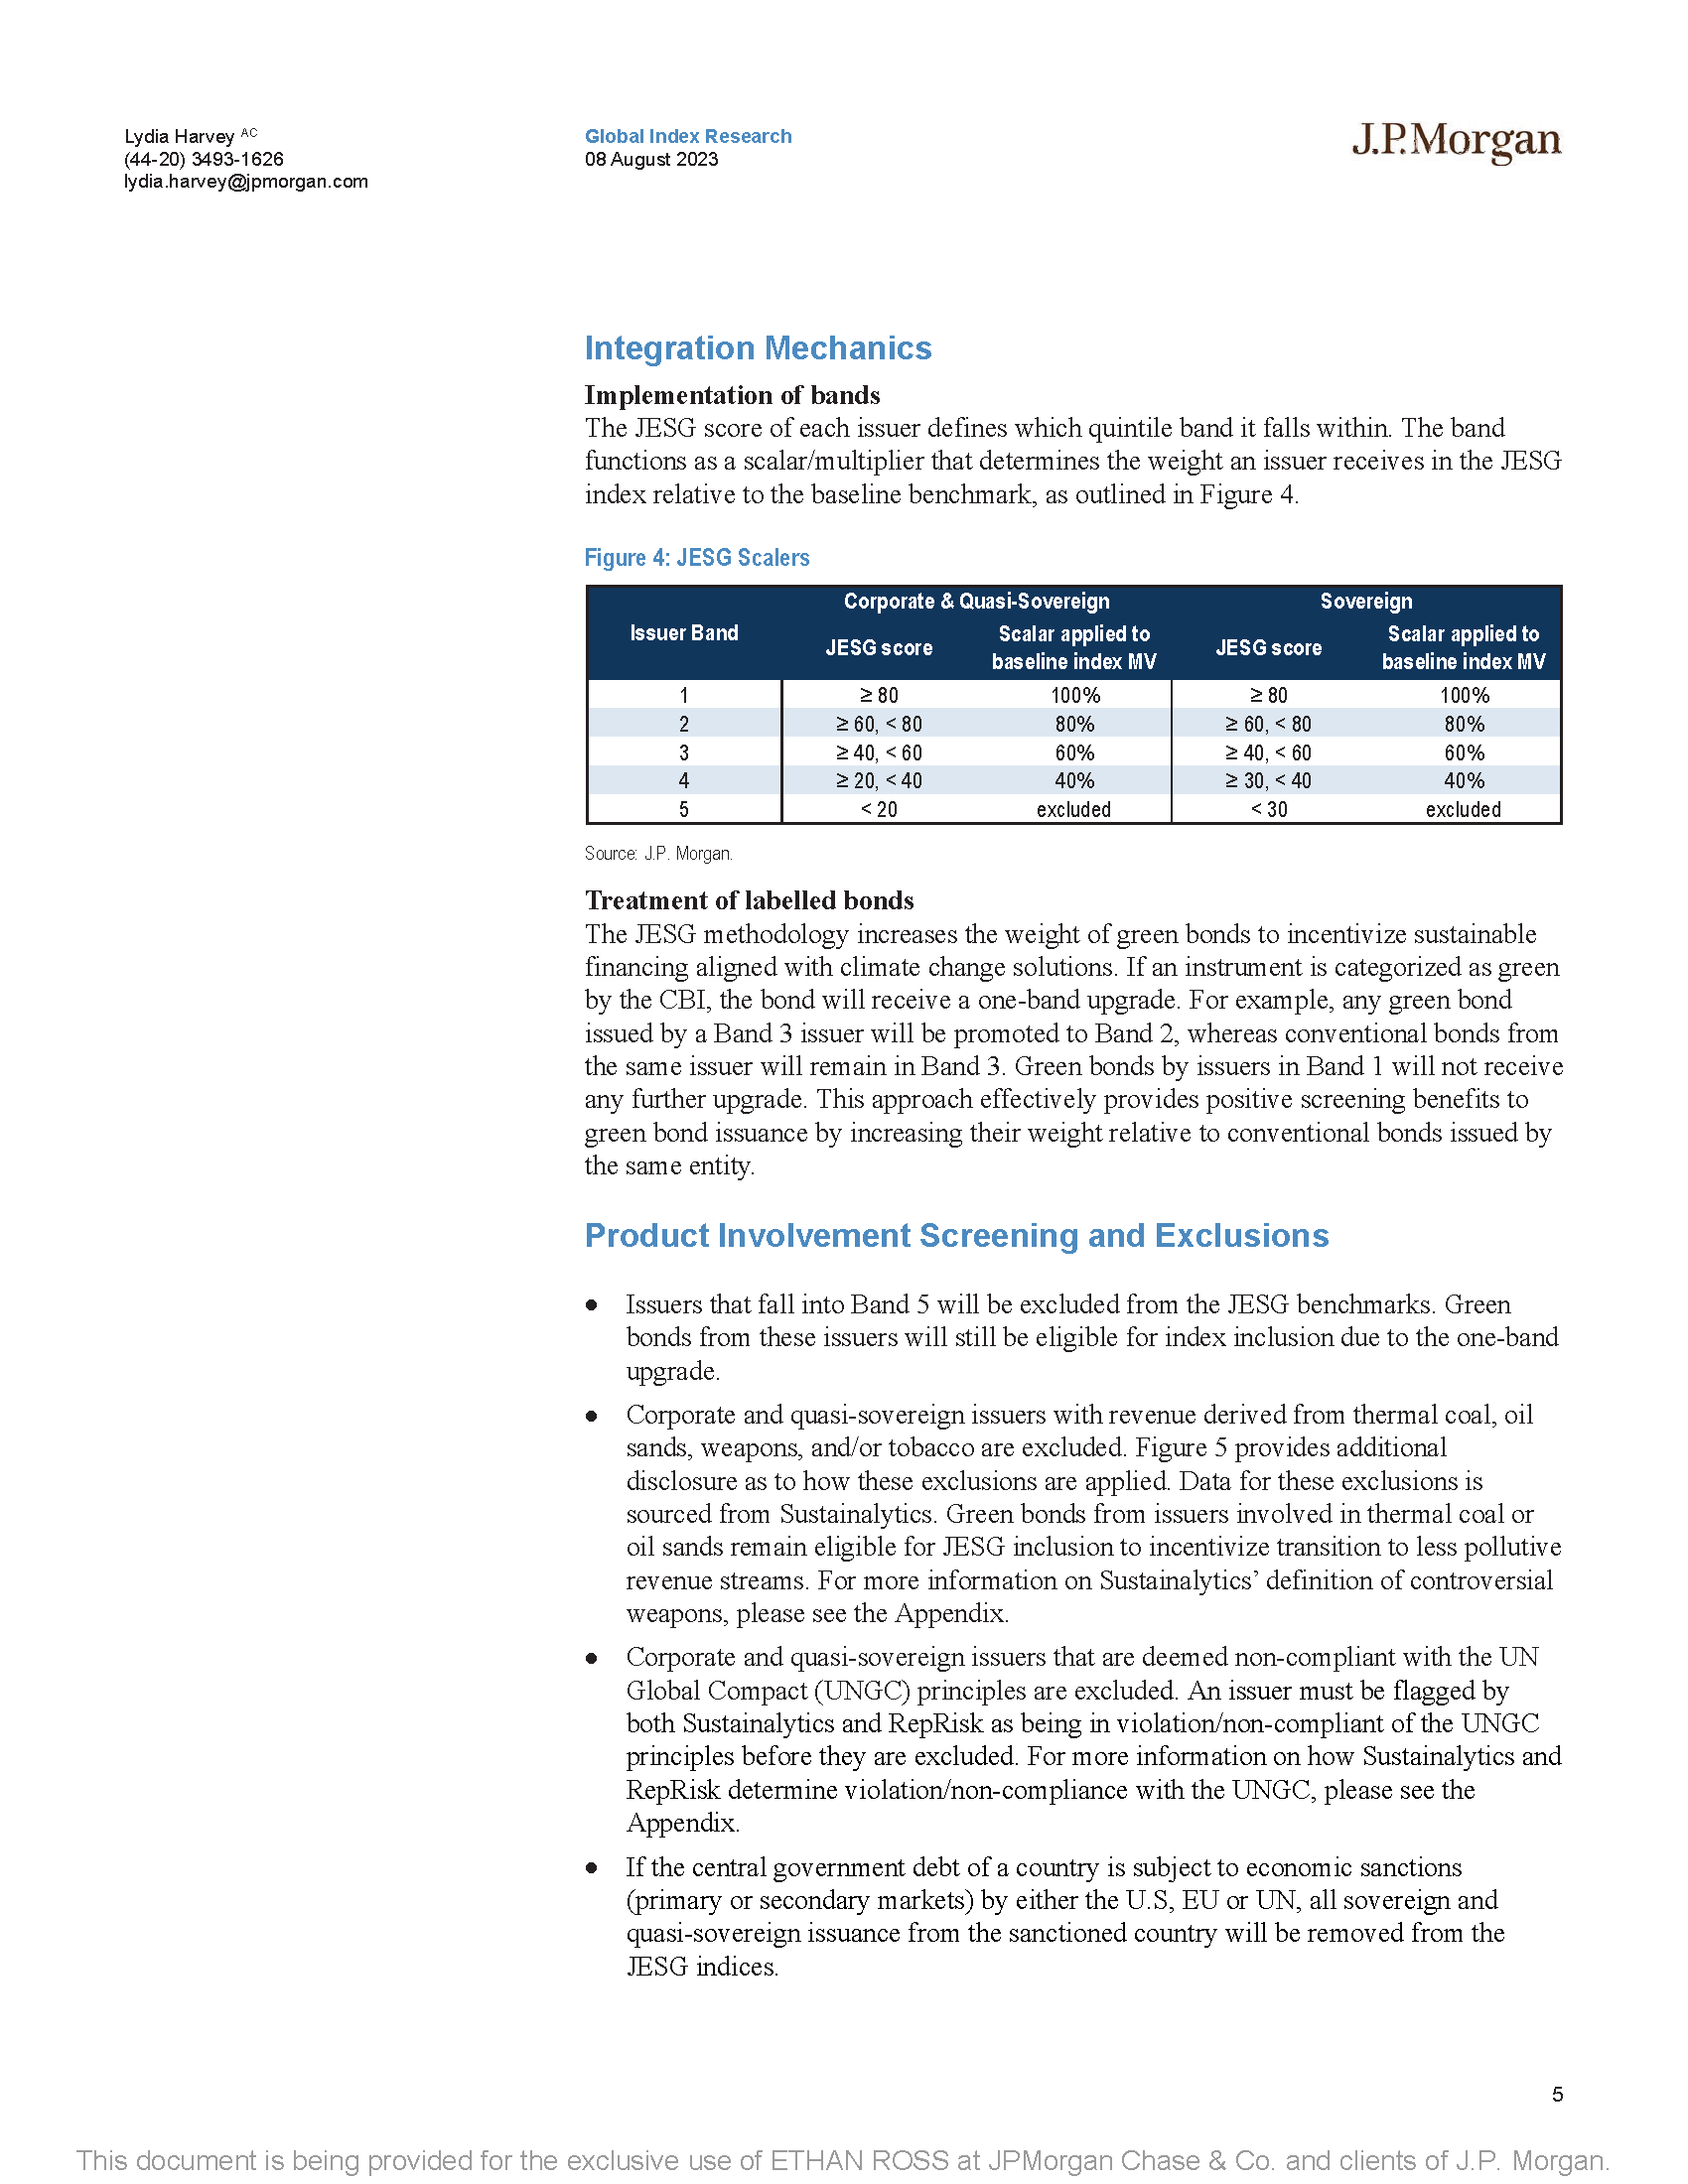 Lydia Harvey AC
(44-20) 3493-1626
lydia.harvey@jpmorgan.com
Global Index Research
08 August 2023
J.P.Morgan
Integration Mechanics
Implementation of bands
The JESG score of each issuer defines which quintile band it falls within. The band
functions as a scalar/multiplier that determines the weight an issuer receives in the JESG
index relative to the baseline benchmark, as outlined in Figure 4.
Figure 4: JESG Scalers
Corporate & Quasi-Sovereign Sovereign
Issuer Band JESG score Scalar applied to baseline index MV JESG score Scalar applied to baseline index MV
1 ≥ 80 100% ≥ 80 100%
2 ≥ 60, < 80 80% ≥ 60, < 80 80%
3 ≥ 40, < 60 60% ≥ 40, < 60 60%
4 ≥ 20, < 40 40% ≥ 30, < 40 40%
5 < 20 excluded < 30 excluded
Source: J.P. Morgan.
Treatment of labelled bonds
The JESG methodology increases the weight of green bonds to incentivize sustainable
financing aligned with climate change solutions. If an instrument is categorized as green
by the CBI, the bond will receive a one-band upgrade. For example, any green bond
issued by a Band 3 issuer will be promoted to Band 2, whereas conventional bonds from
the same issuer will remain in Band 3. Green bonds by issuers in Band 1 will not receive
any further upgrade. This approach effectively provides positive screening benefits to
green bond issuance by increasing their weight relative to conventional bonds issued by
the same entity.
Product Involvement Screening and Exclusions
● Issuers that fall into Band 5 will be excluded from the JESG benchmarks. Green
bonds from these issuers will still be eligible for index inclusion due to the one-band
upgrade.
● Corporate and quasi-sovereign issuers with revenue derived from thermal coal, oil
sands, weapons, and/or tobacco are excluded. Figure 5 provides additional
disclosure as to how these exclusions are applied. Data for these exclusions is
sourced from Sustainalytics. Green bonds from issuers involved in thermal coal or
oil sands remain eligible for JESG inclusion to incentivize transition to less pollutive
revenue streams. For more information on Sustainalytics’ definition of controversial
weapons, please see the Appendix.
● Corporate and quasi-sovereign issuers that are deemed non-compliant with the UN
Global Compact (UNGC) principles are excluded. An issuer must be flagged by
both Sustainalytics and RepRisk as being in violation/non-compliant of the UNGC
principles before they are excluded. For more information on how Sustainalytics and
RepRisk determine violation/non-compliance with the UNGC, please see the
Appendix.
● If the central government debt of a country is subject to economic sanctions
(primary or secondary markets) by either the U.S, EU or UN, all sovereign and
quasi-sovereign issuance from the sanctioned country will be removed from the
JESG indices.
5
This document is being provided for the exclusive use of ETHAN ROSS at JPMorgan Chase & Co. and clients of J.P. Morgan.